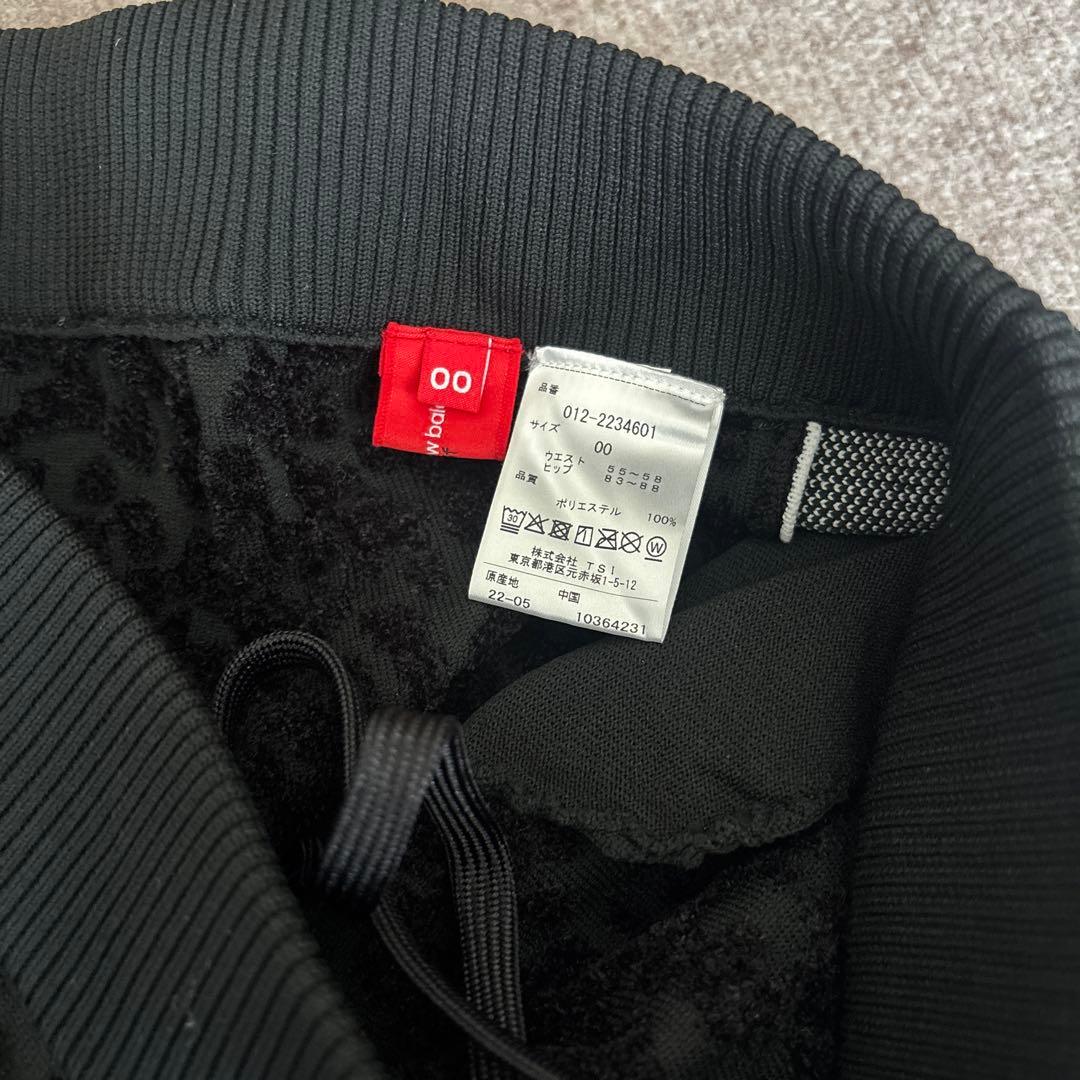 00
w bal
品番
012-2234601
サイズ
00
ウエスト 55～58
ヒップ 83～88
品質
ポリエステル 100%
30
W
株式会社 TSI
東京都港区元赤坂1-5-12
原産地 中国
22-05 10364231